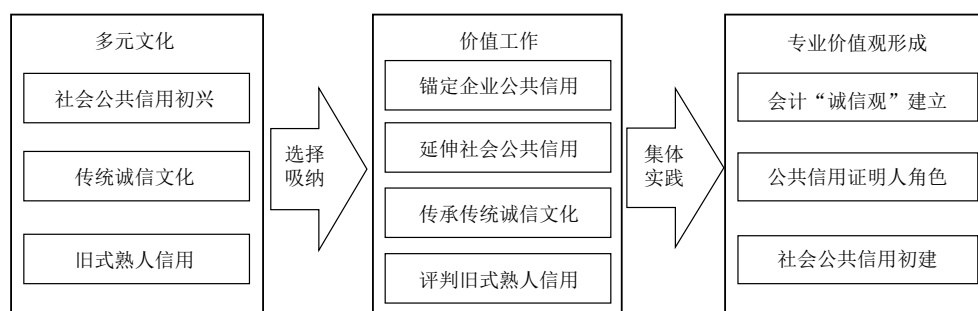 多元文化
社会公共信用初兴
传统诚信文化
旧式熟人信用
选择
吸纳
价值工作
锚定企业公共信用
延伸社会公共信用
传承传统诚信文化
评判旧式熟人信用
集体
实践
专业价值观形成
会计“诚信观”建立
公共信用证明人角色
社会公共信用初建